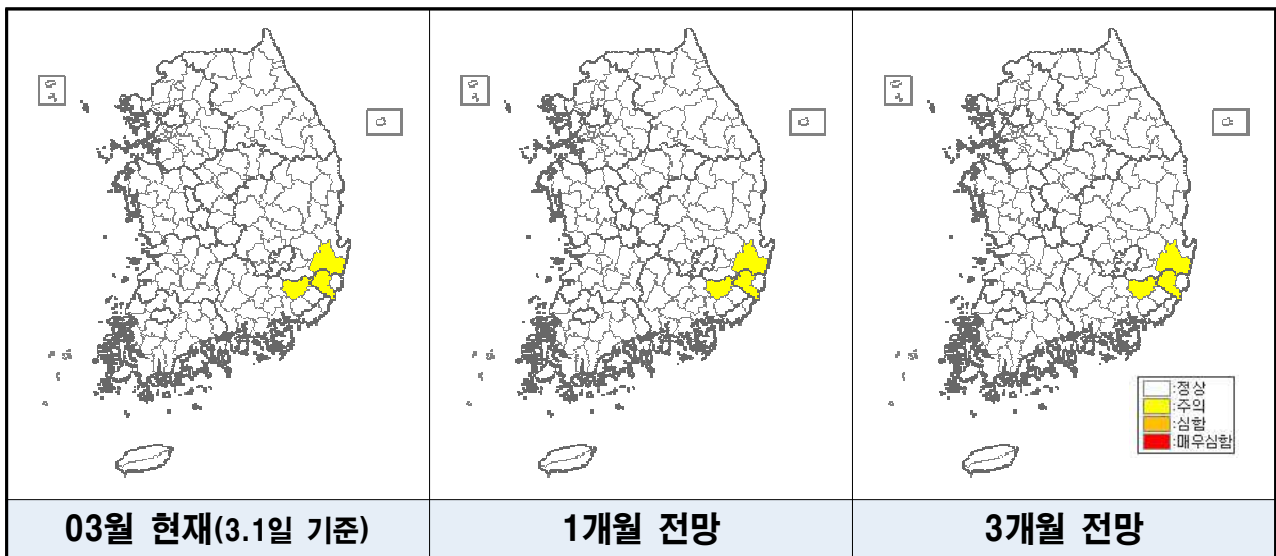 :정상
:주의
:심함
:매우심함
03월 현재(3.1일 기준)
1개월 전망
3개월 전망